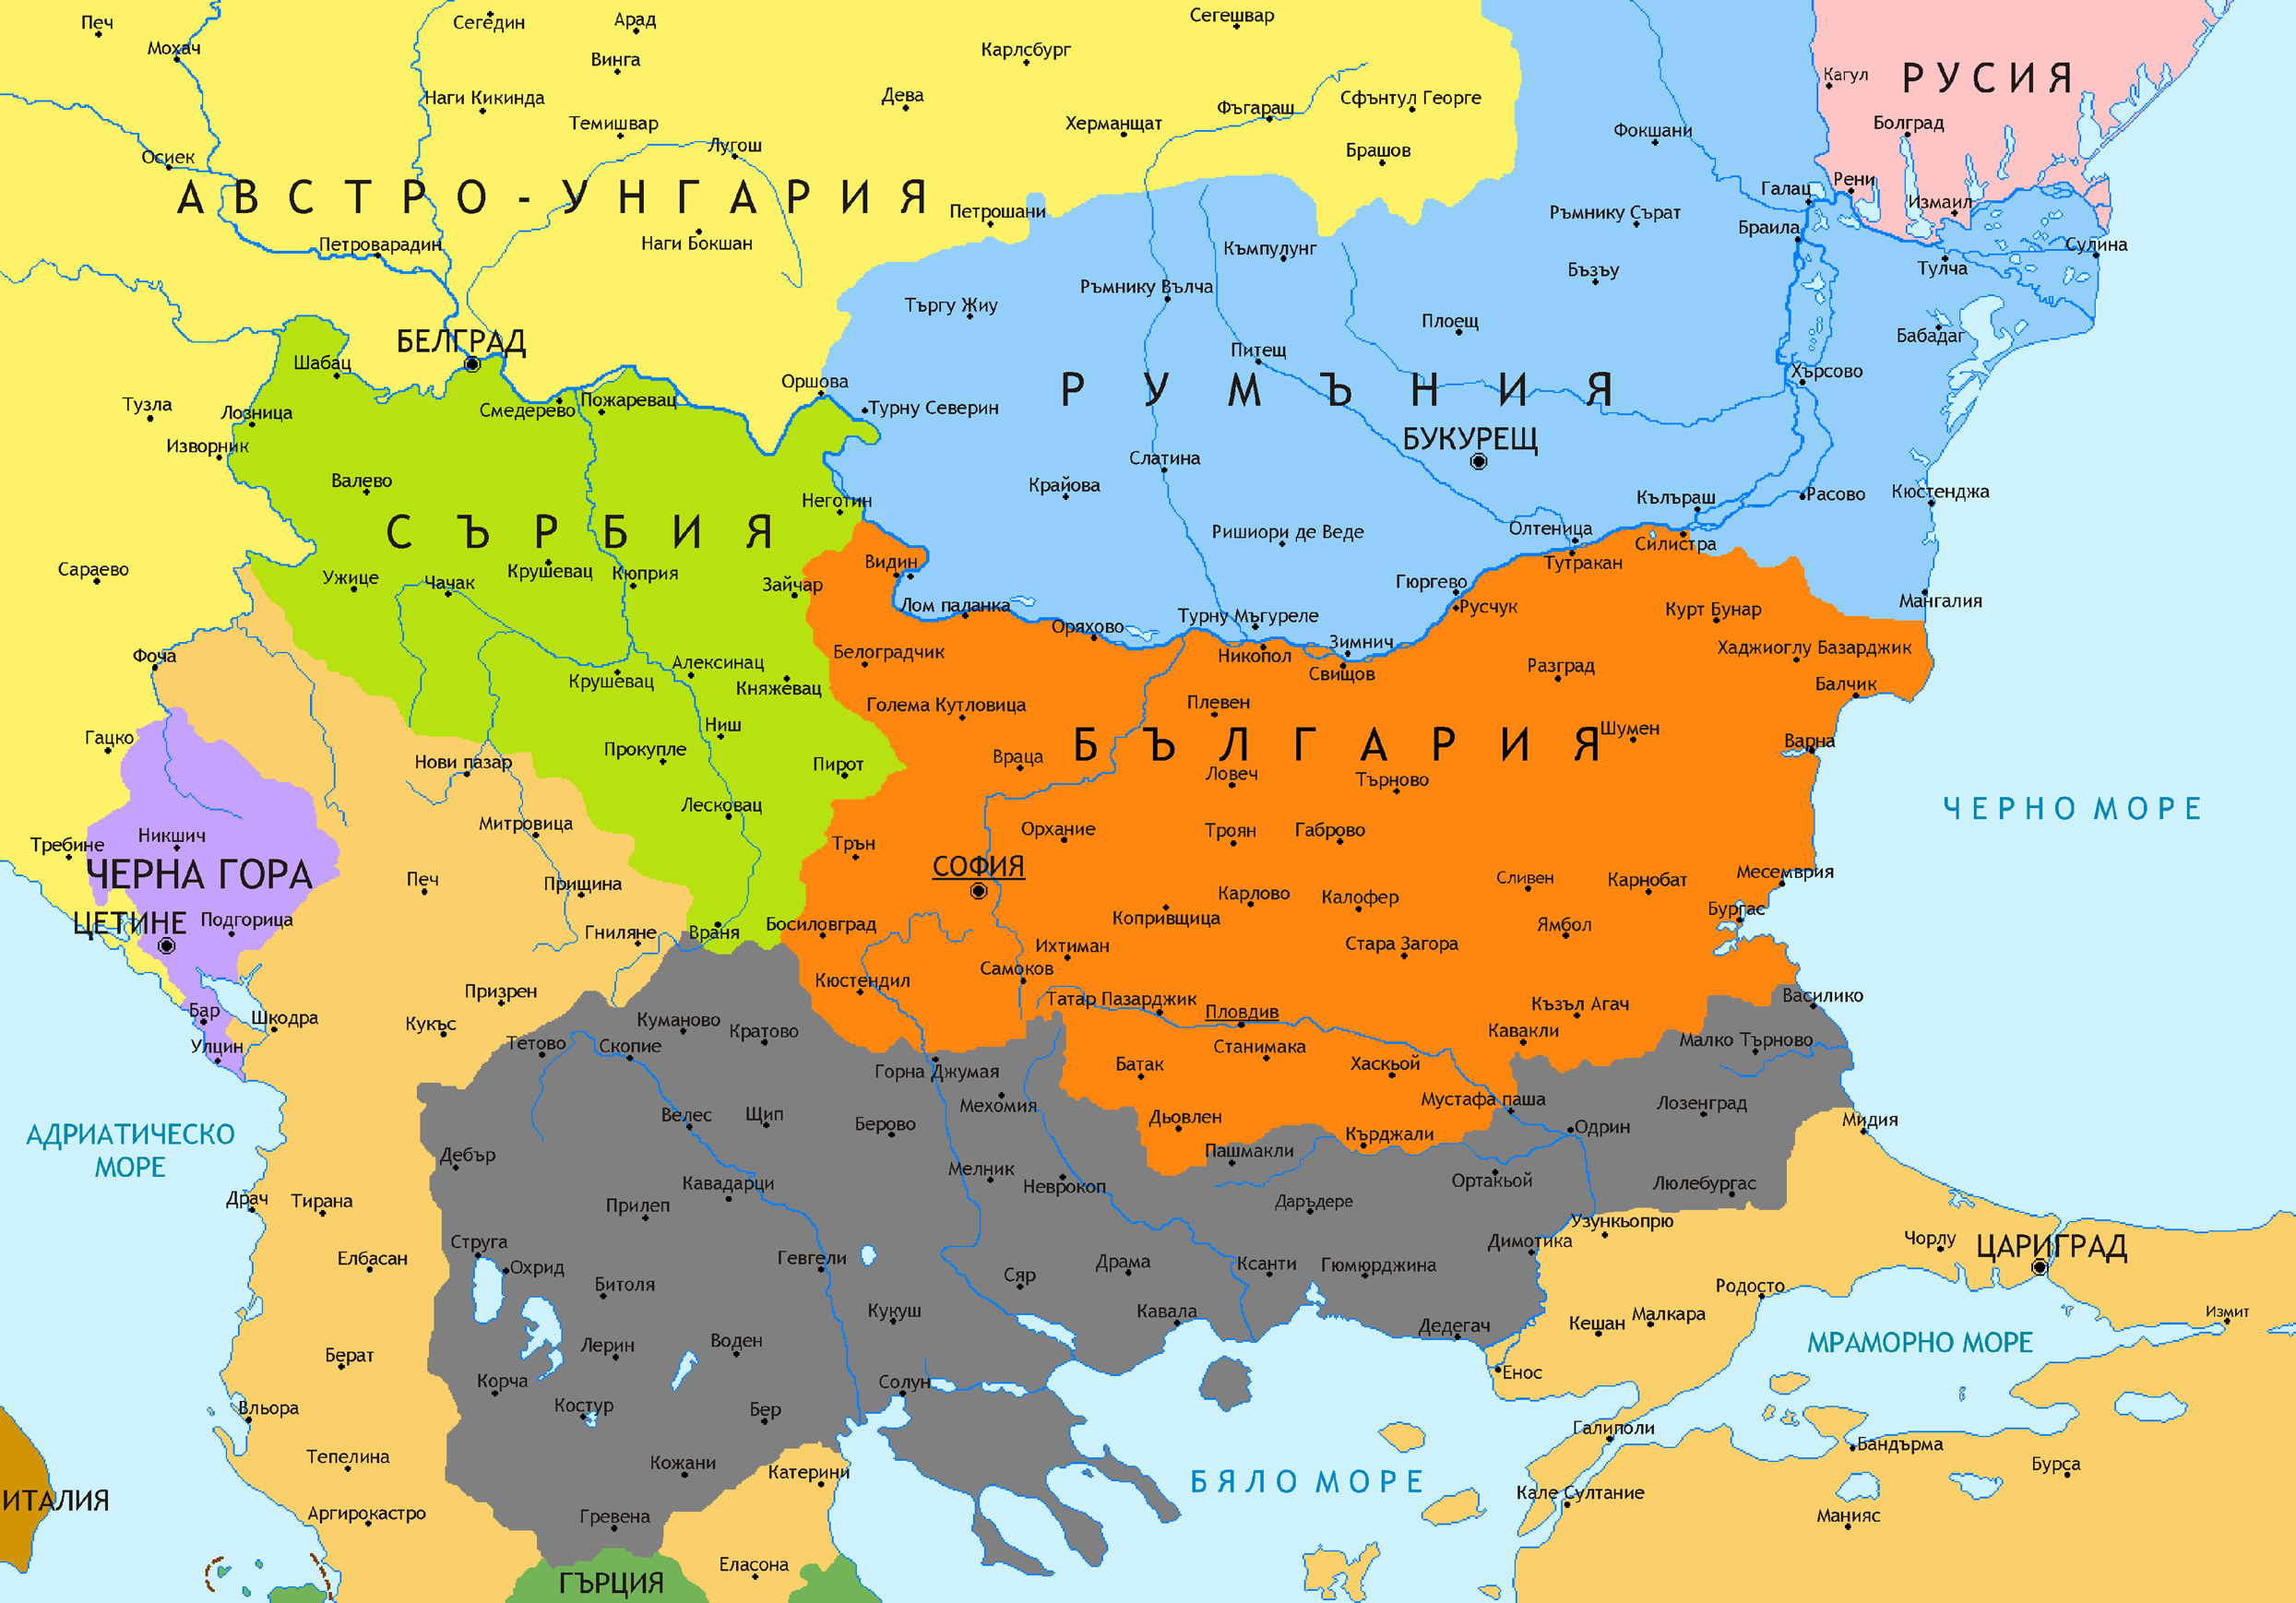 Печ
Мохач
Сегедин
Арад
Винга
Карлсбург
Сегешвар
Наги Кикинда
Темишвар
Лугош
Дева
Херманщат
Фъгараш
Сфънтул Георге
Брашов
Фокшани
Кагул
РУСИЯ
Болград
Осиек
АВСТРО-УНГАРИЯ
Петрошани
Галац
Рени
Измаил
Петроварадин
Наги Бокшан
Къмпулунг
Ръмнику Сърат
Браила
Сулина
Тулча
Търгу Жиу
Ръмнику Вълча
Бъзъу
Плоещ
Бабадаг
БЕЛГРАД
Шабац
Питещ
Оршова
Хърсово
Тузла
Лозница
Смедерево
Пожаревац
Турну Северин
РУМЪНИЯ
Изворник
БУКУРЕЩ
Слатина
Валево
Крайова
Неготин
Кълъраш
Расово
Кюстенджа
СЪРБИЯ
Ришиори де Веде
Олтеница
Силистра
Сараево
Ужице
Чачак
Крушевац
Кюприя
Зайчар
Видин
Тутракан
Гюргево
Лом паланка
Русчук
Курт Бунар
Мангалия
Оряхово
Турну Мъгуреле
Зимнич
Никопол
Свищов
Фоча
Белоградчик
Хаджиоглу Базарджик
Алексинац
Крушевац
Княжевац
Разград
Балчик
Голема Кутловица
Плевен
Гацко
Ниш
Прокупле
Враца
БЪЛГАРИЯ
Шумен
Варна
Нови пазар
Пирот
Ловеч
Търново
Лесковац
ЧЕРНО МОРЕ
Митровица
Требине
Никшич
Трън
Орхание
Троян
Габрово
ЧЕРНА ГОРА
СОФИЯ
Печ
Прищина
Сливен
Карнобат
Месемврия
Карлово
Калофер
Копривщица
ЦЕТИНЕ
Подгорица
Гниляне
Враня
Босиловград
Бургас
Ямбол
Ихтиман
Стара Загора
Самоков
Призрен
Кюстендил
Татар Пазарджик
Пловдив
Къзъл Агач
Василико
Бар
Шкодра
Кукъс
Куманово
Кратово
Кавакли
Малко Търново
Улцин
Тетово
Скопие
Станимака
Горна Джумая
Батак
Хаскьой
Мехомия
Мустафа паша
Лозенград
Велес
Щип
Берово
Дьовлен
Кърджали
Одрин
Мидия
АДРИАТИЧЕСКО
МОРЕ
Дебър
Пашмакли
Мелник
Неврокоп
Ортакьой
Люлебургас
Кавадарци
Драч
Тирана
Прилеп
Даръдере
Узункьопрю
Струга
Димотика
Чорлу
ЦАРИГРАД
Елбасан
Охрид
Гевгели
Сяр
Драма
Ксанти
Гюмюрджина
Битоля
Родосто
Кукуш
Кавала
Дедегач
Кешан
Малкара
Измит
Лерин
Воден
МРАМОРНО МОРЕ
Берат
Енос
Корча
Солун
Костур
Бер
Вльора
Галиполи
Бандърма
Тепелина
Кожани
Катерини
БЯЛО МОРЕ
Бурса
ИТАЛИЯ
Кале Султание
Аргирокастро
Гревена
Манияс
Еласона
ГЪРЦИЯ